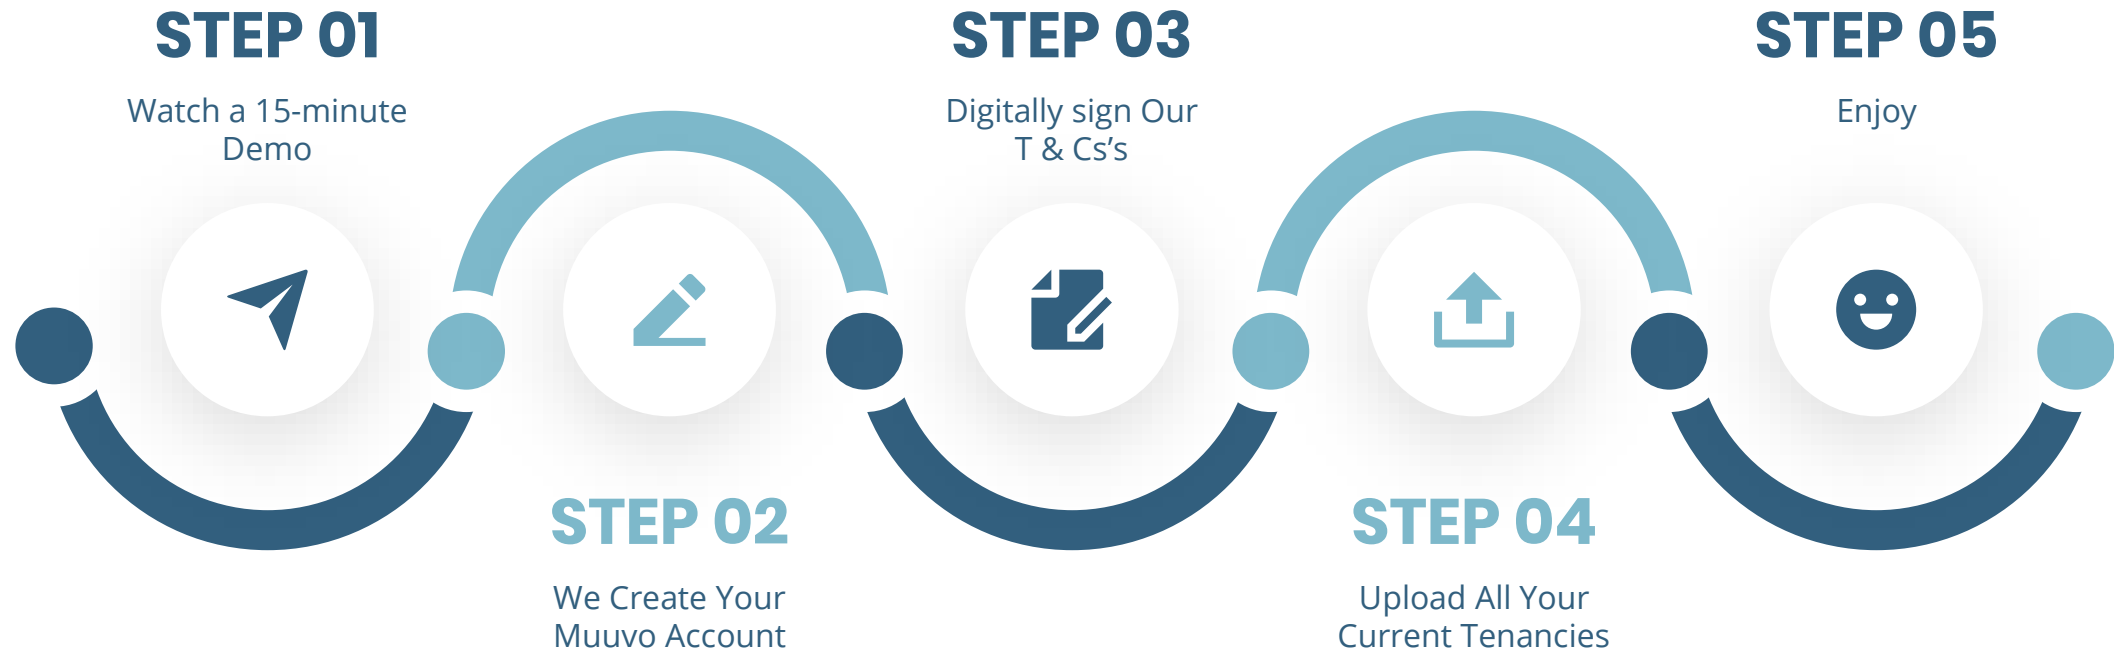 STEP 01
Watch a 15-minute
Demo
STEP 02
We Create Your
Muuvo Account
STEP 03
Digitally sign Our
T & Cs’s
STEP 04
Upload All Your
Current Tenancies
STEP 05
Enjoy